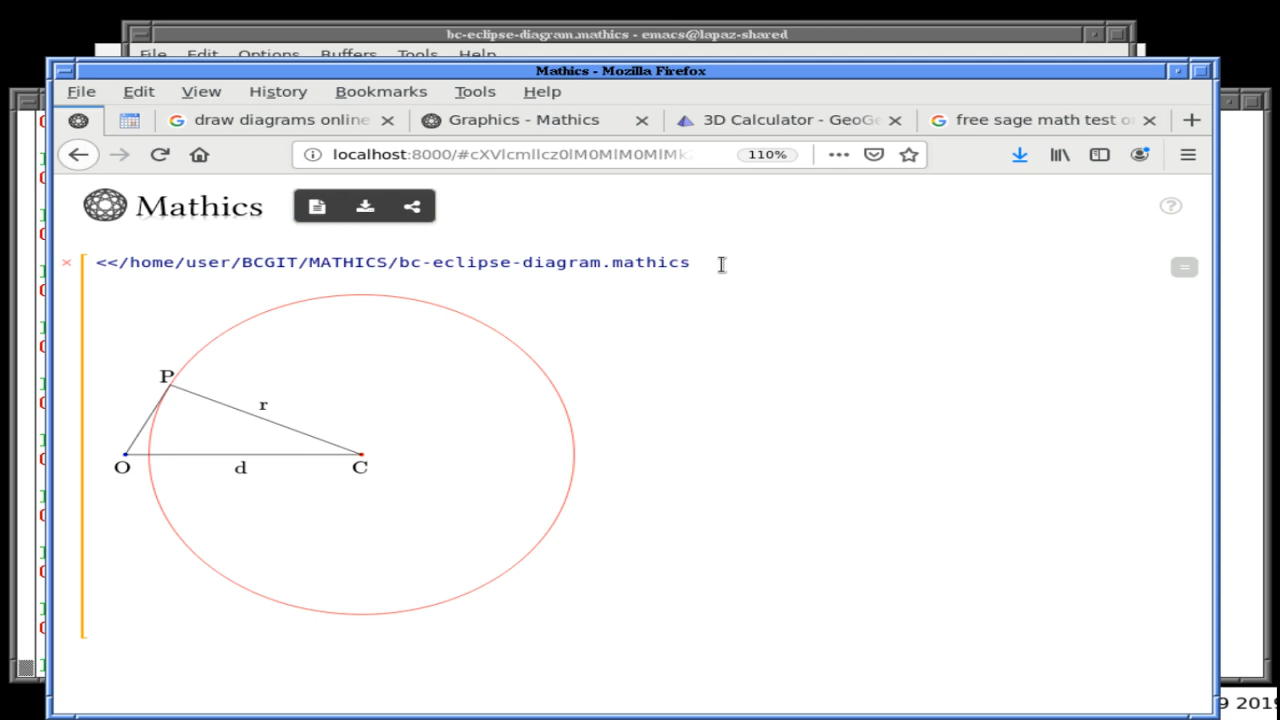 bc-eclipse-diagram.mathics - emacs@lapaz-shared
File Edit Options Buffers Tools Help
Mathics - Mozilla Firefox
File Edit View History Bookmarks Tools Help
draw diagrams online
Graphics - Mathics
3D Calculator - GeoGe
free sage math test o
localhost:8000/#cXVlcmllcz0lM0MlM0MlMk
110%
Mathics
<</home/user/BCGIT/MATHICS/bc-eclipse-diagram.mathics
P
r
O d C
9 2019